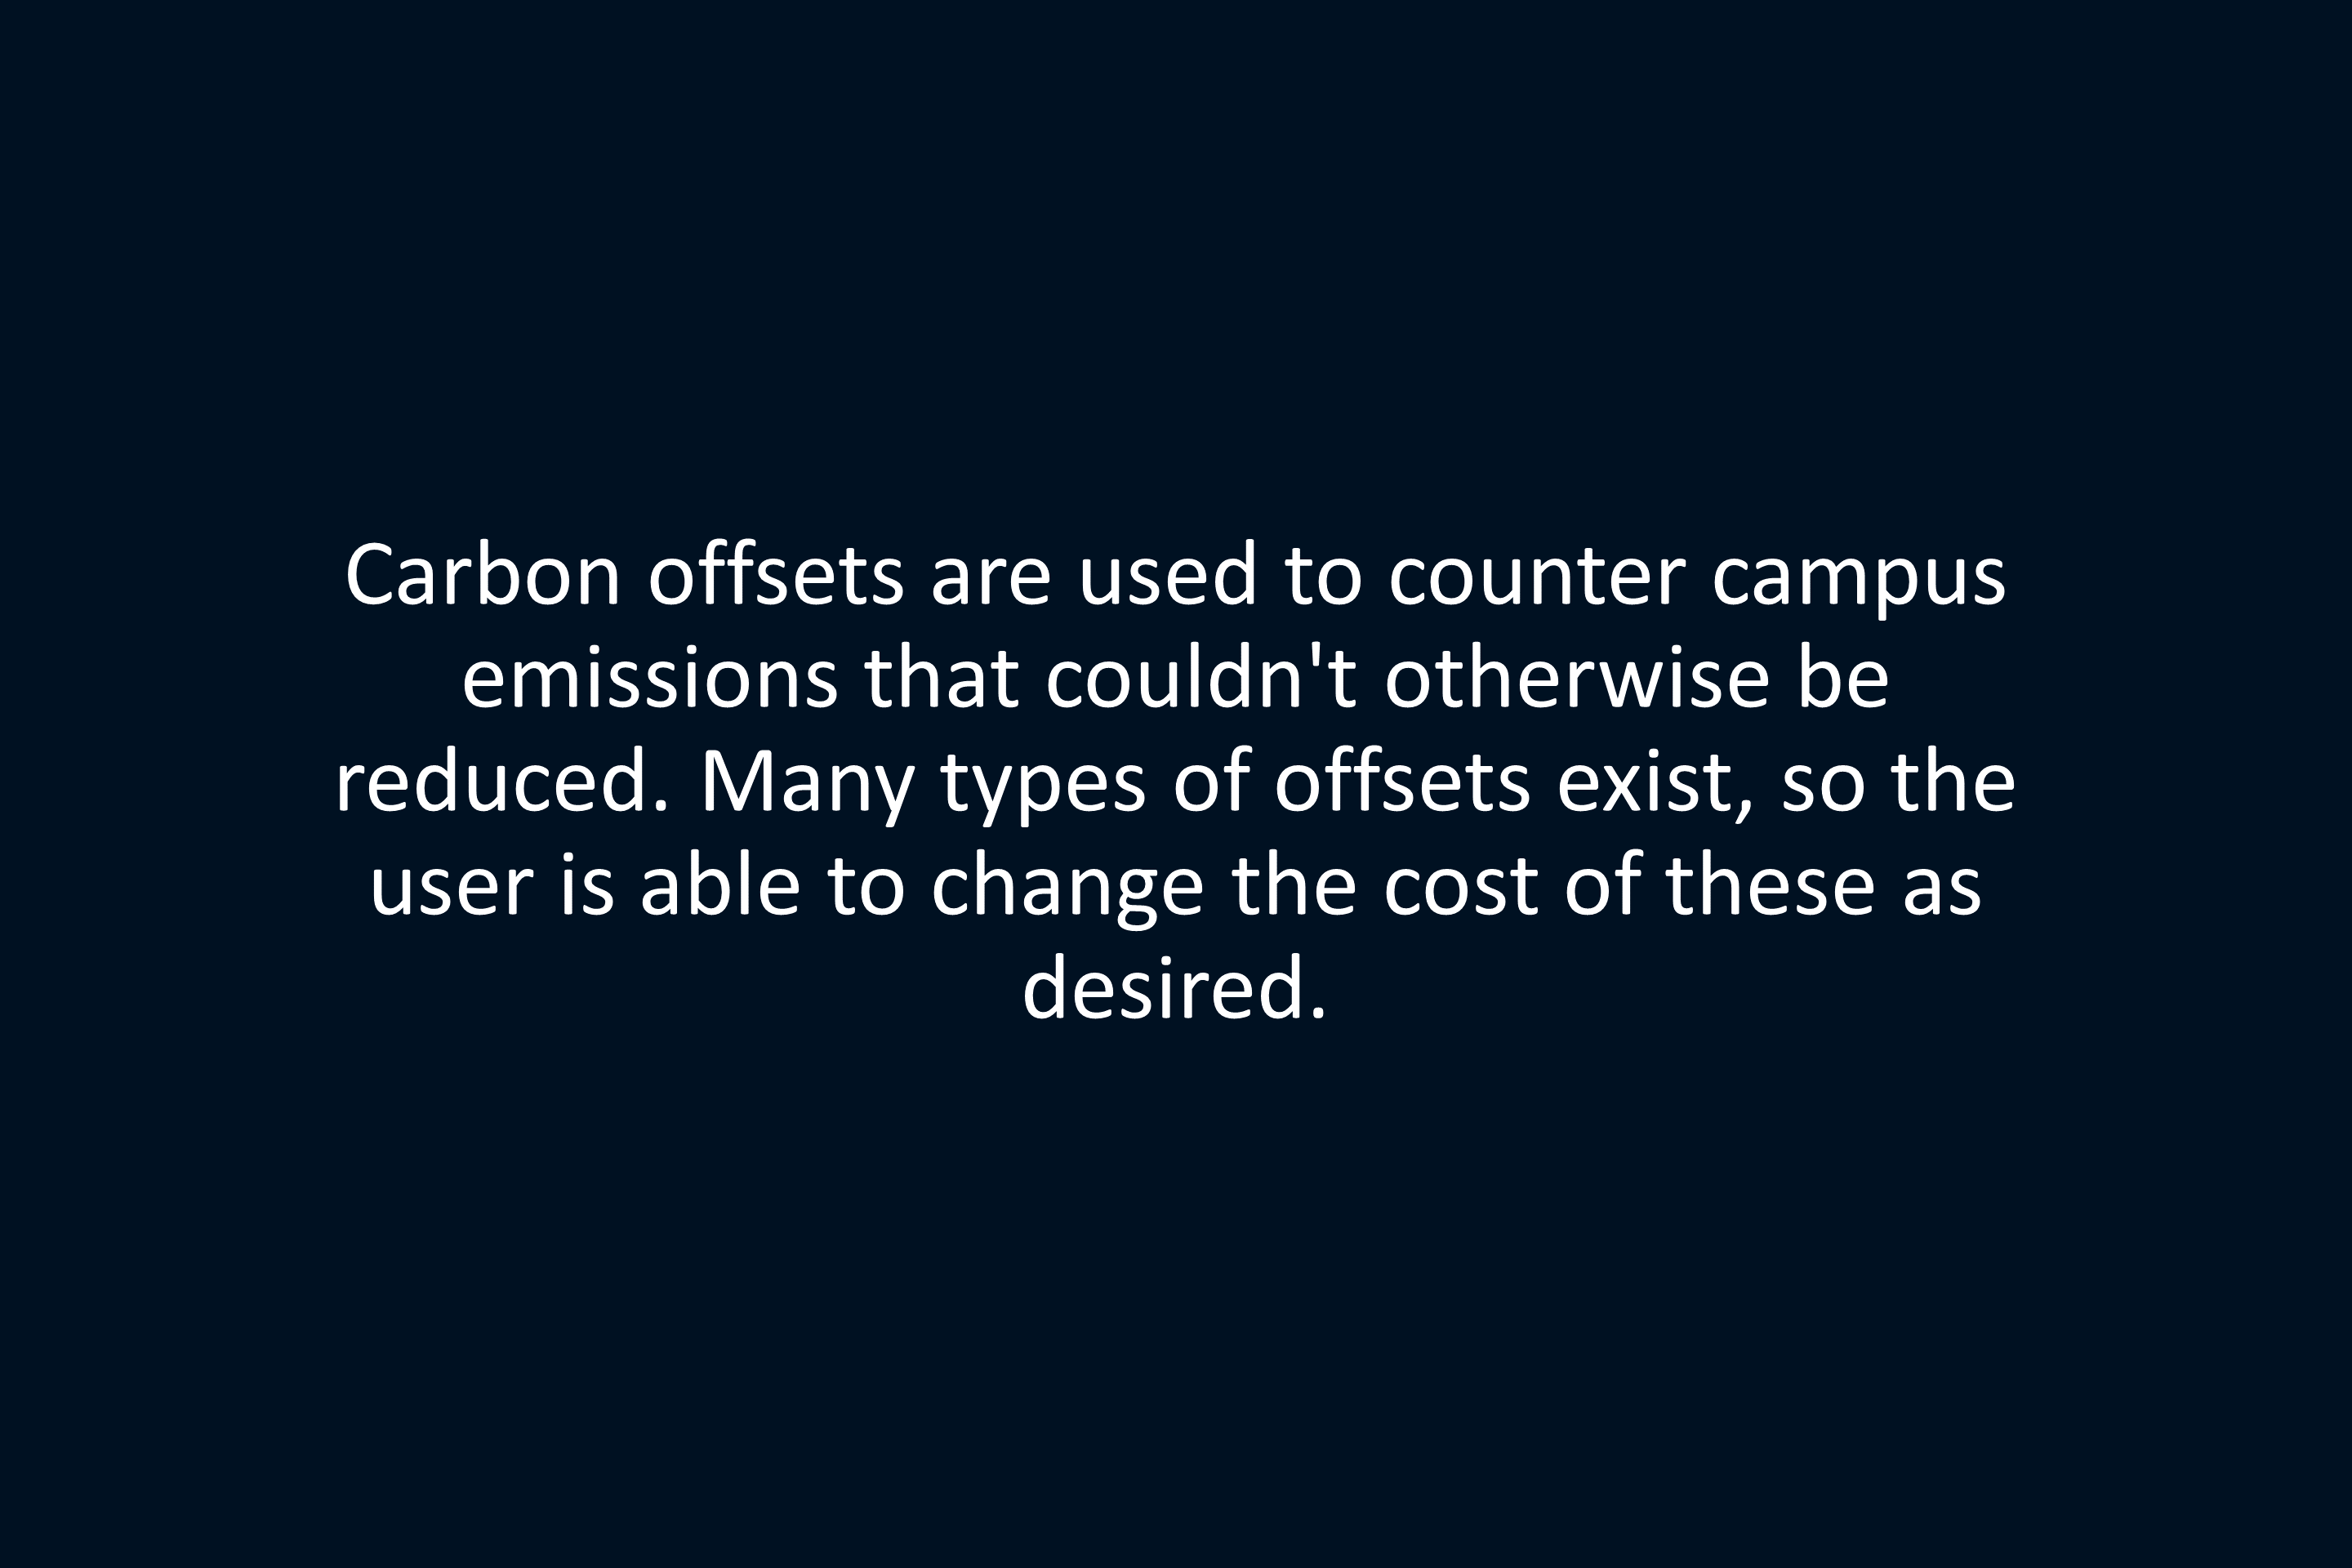 Carbon offsets are used to counter campus
emissions that couldn't otherwise be
reduced. Many types of offsets exist, so the
user is able to change the cost of these as
desired.